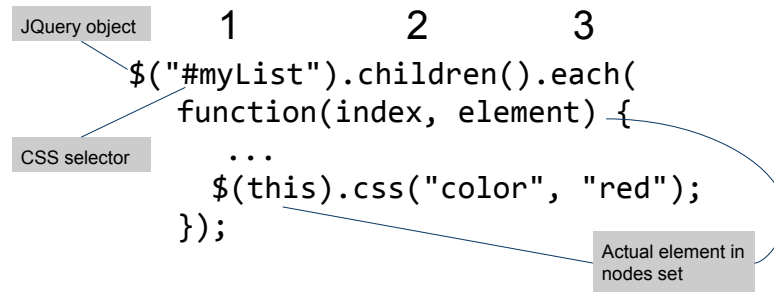 JQuery object
1 2 3
$("#myList").children().each(
function(index, element) {
CSS selector
...
$(this).css("color", "red");
});
Actual element in
nodes set